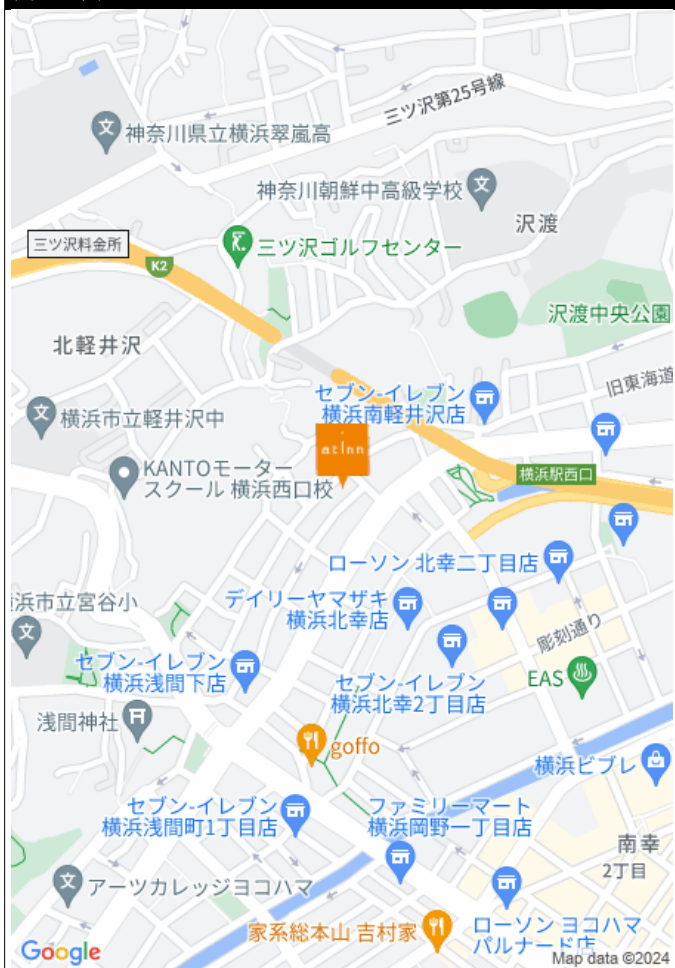 三ツ沢第25号線
神奈川県立横浜翠嵐高
神奈川朝鮮中高級学校
沢渡
三ツ沢料金所
三ツ沢ゴルフセンター
K2
沢渡中央公園
北軽井沢
旧東海道
セブン-イレブン
横浜南軽井沢店
横浜市立軽井沢中
atinn
KANTOモーター
スクール 横浜西口校
横浜駅西口
ローソン 北幸二丁目店
デイリーヤマザキ
横浜北幸店
浜市立宮谷小
彫刻通り
セブン-イレブン
横浜浅間下店
セブン-イレブン
横浜北幸2丁目店
EAS
浅間神社
goffo
横浜ビブレ
セブン-イレブン
横浜浅間町1丁目店
ファミリーマート
横浜岡野一丁目店
南幸
2丁目
アーツカレッジヨコハマ
家系総本山 吉村家
ローソン ヨコハマ
パルナード店
Google
Map data ©2024